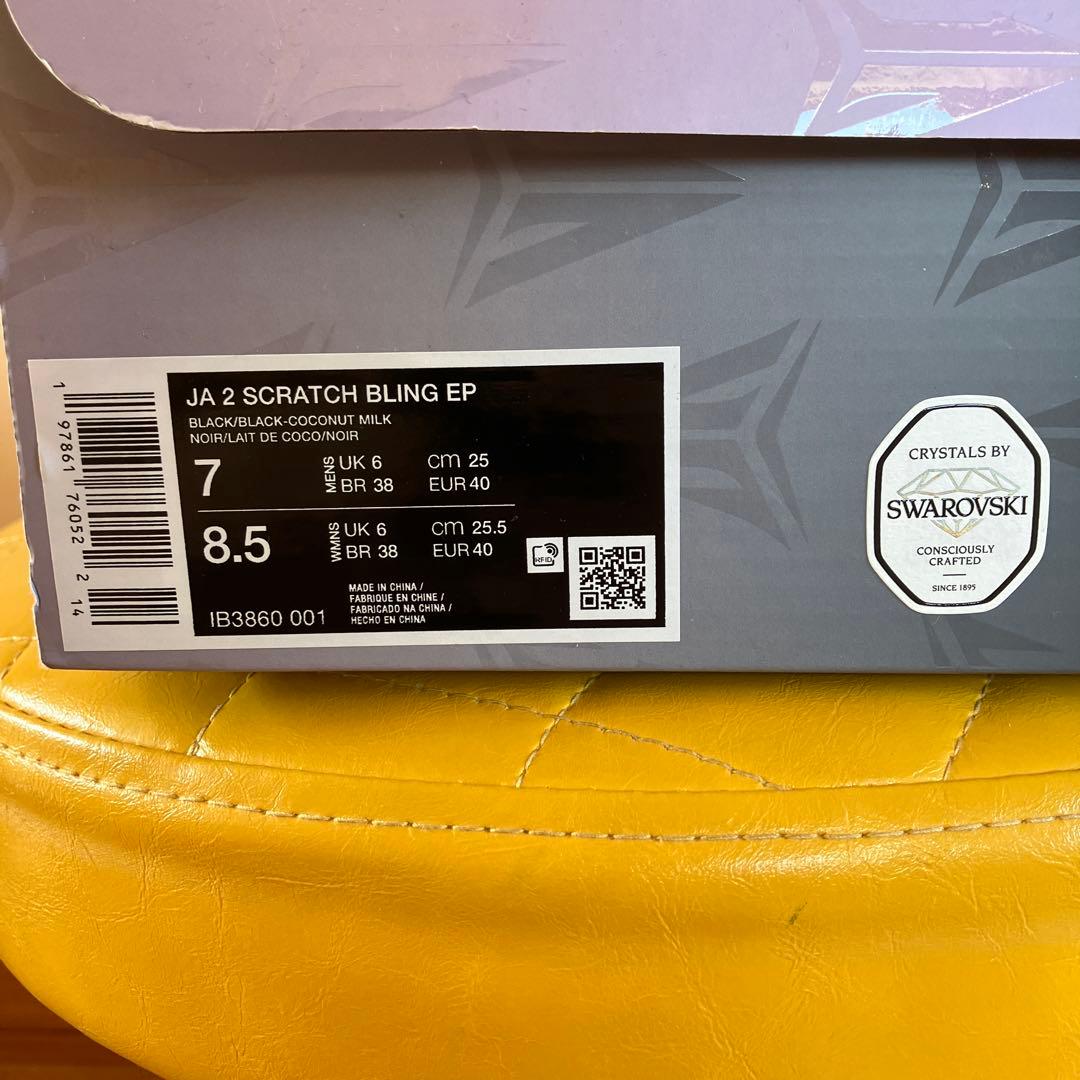 JA 2 SCRATCH BLING EP
BLACK/BLACK-COCONUT MILK
NOIR/LAIT DE COCO/NOIR
7 MENS UK 6 cm 25
BR 38 EUR 40
8.5 WMNS UK 6 cm 25.5
BR 38 EUR 40
RFID
IB3860 001
MADE IN CHINA /
FABRIQUE EN CHINE /
FABRICADO NA CHINA /
HECHO EN CHINA
1 97861 76052 2 14
CRYSTALS BY
SWAROVSKI
CONSCIOUSLY
CRAFTED
SINCE 1895